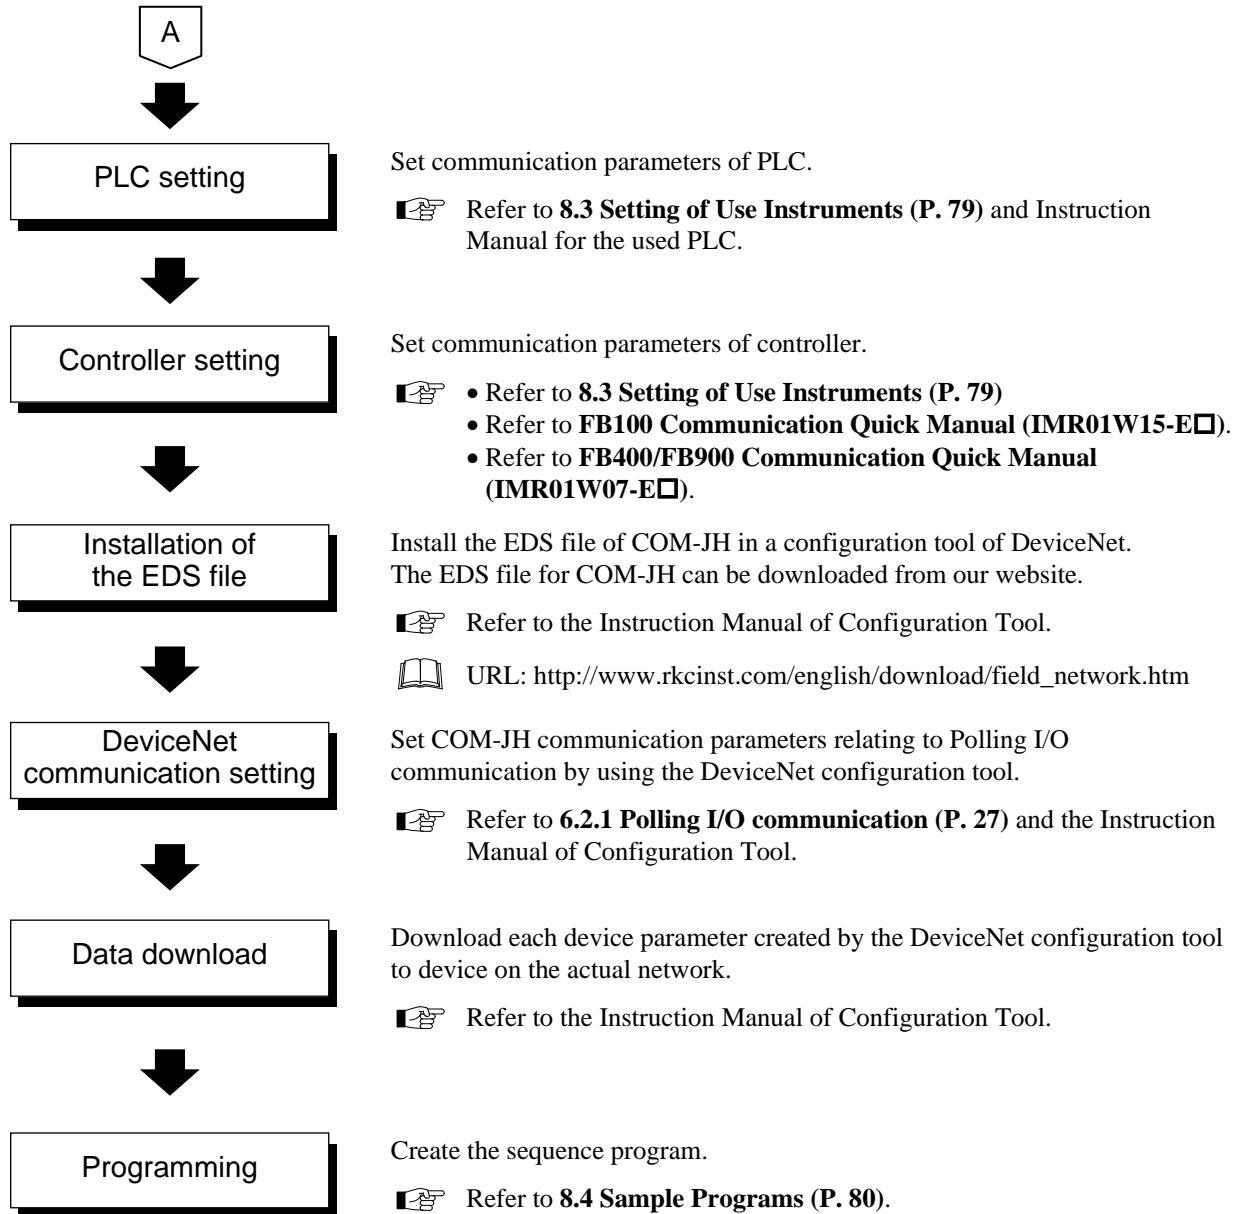 A
PLC setting
Set communication parameters of PLC.
Refer to 8.3 Setting of Use Instruments (P. 79) and Instruction
Manual for the used PLC.
Controller setting
Set communication parameters of controller.
• Refer to 8.3 Setting of Use Instruments (P. 79)
• Refer to FB100 Communication Quick Manual (IMR01W15-E□).
• Refer to FB400/FB900 Communication Quick Manual
(IMR01W07-E□).
Installation of
the EDS file
Install the EDS file of COM-JH in a configuration tool of DeviceNet.
The EDS file for COM-JH can be downloaded from our website.
Refer to the Instruction Manual of Configuration Tool.
URL: http://www.rkcinst.com/english/download/field_network.htm
DeviceNet
communication setting
Set COM-JH communication parameters relating to Polling I/O
communication by using the DeviceNet configuration tool.
Refer to 6.2.1 Polling I/O communication (P. 27) and the Instruction
Manual of Configuration Tool.
Data download
Download each device parameter created by the DeviceNet configuration tool
to device on the actual network.
Refer to the Instruction Manual of Configuration Tool.
Programming
Create the sequence program.
Refer to 8.4 Sample Programs (P. 80).